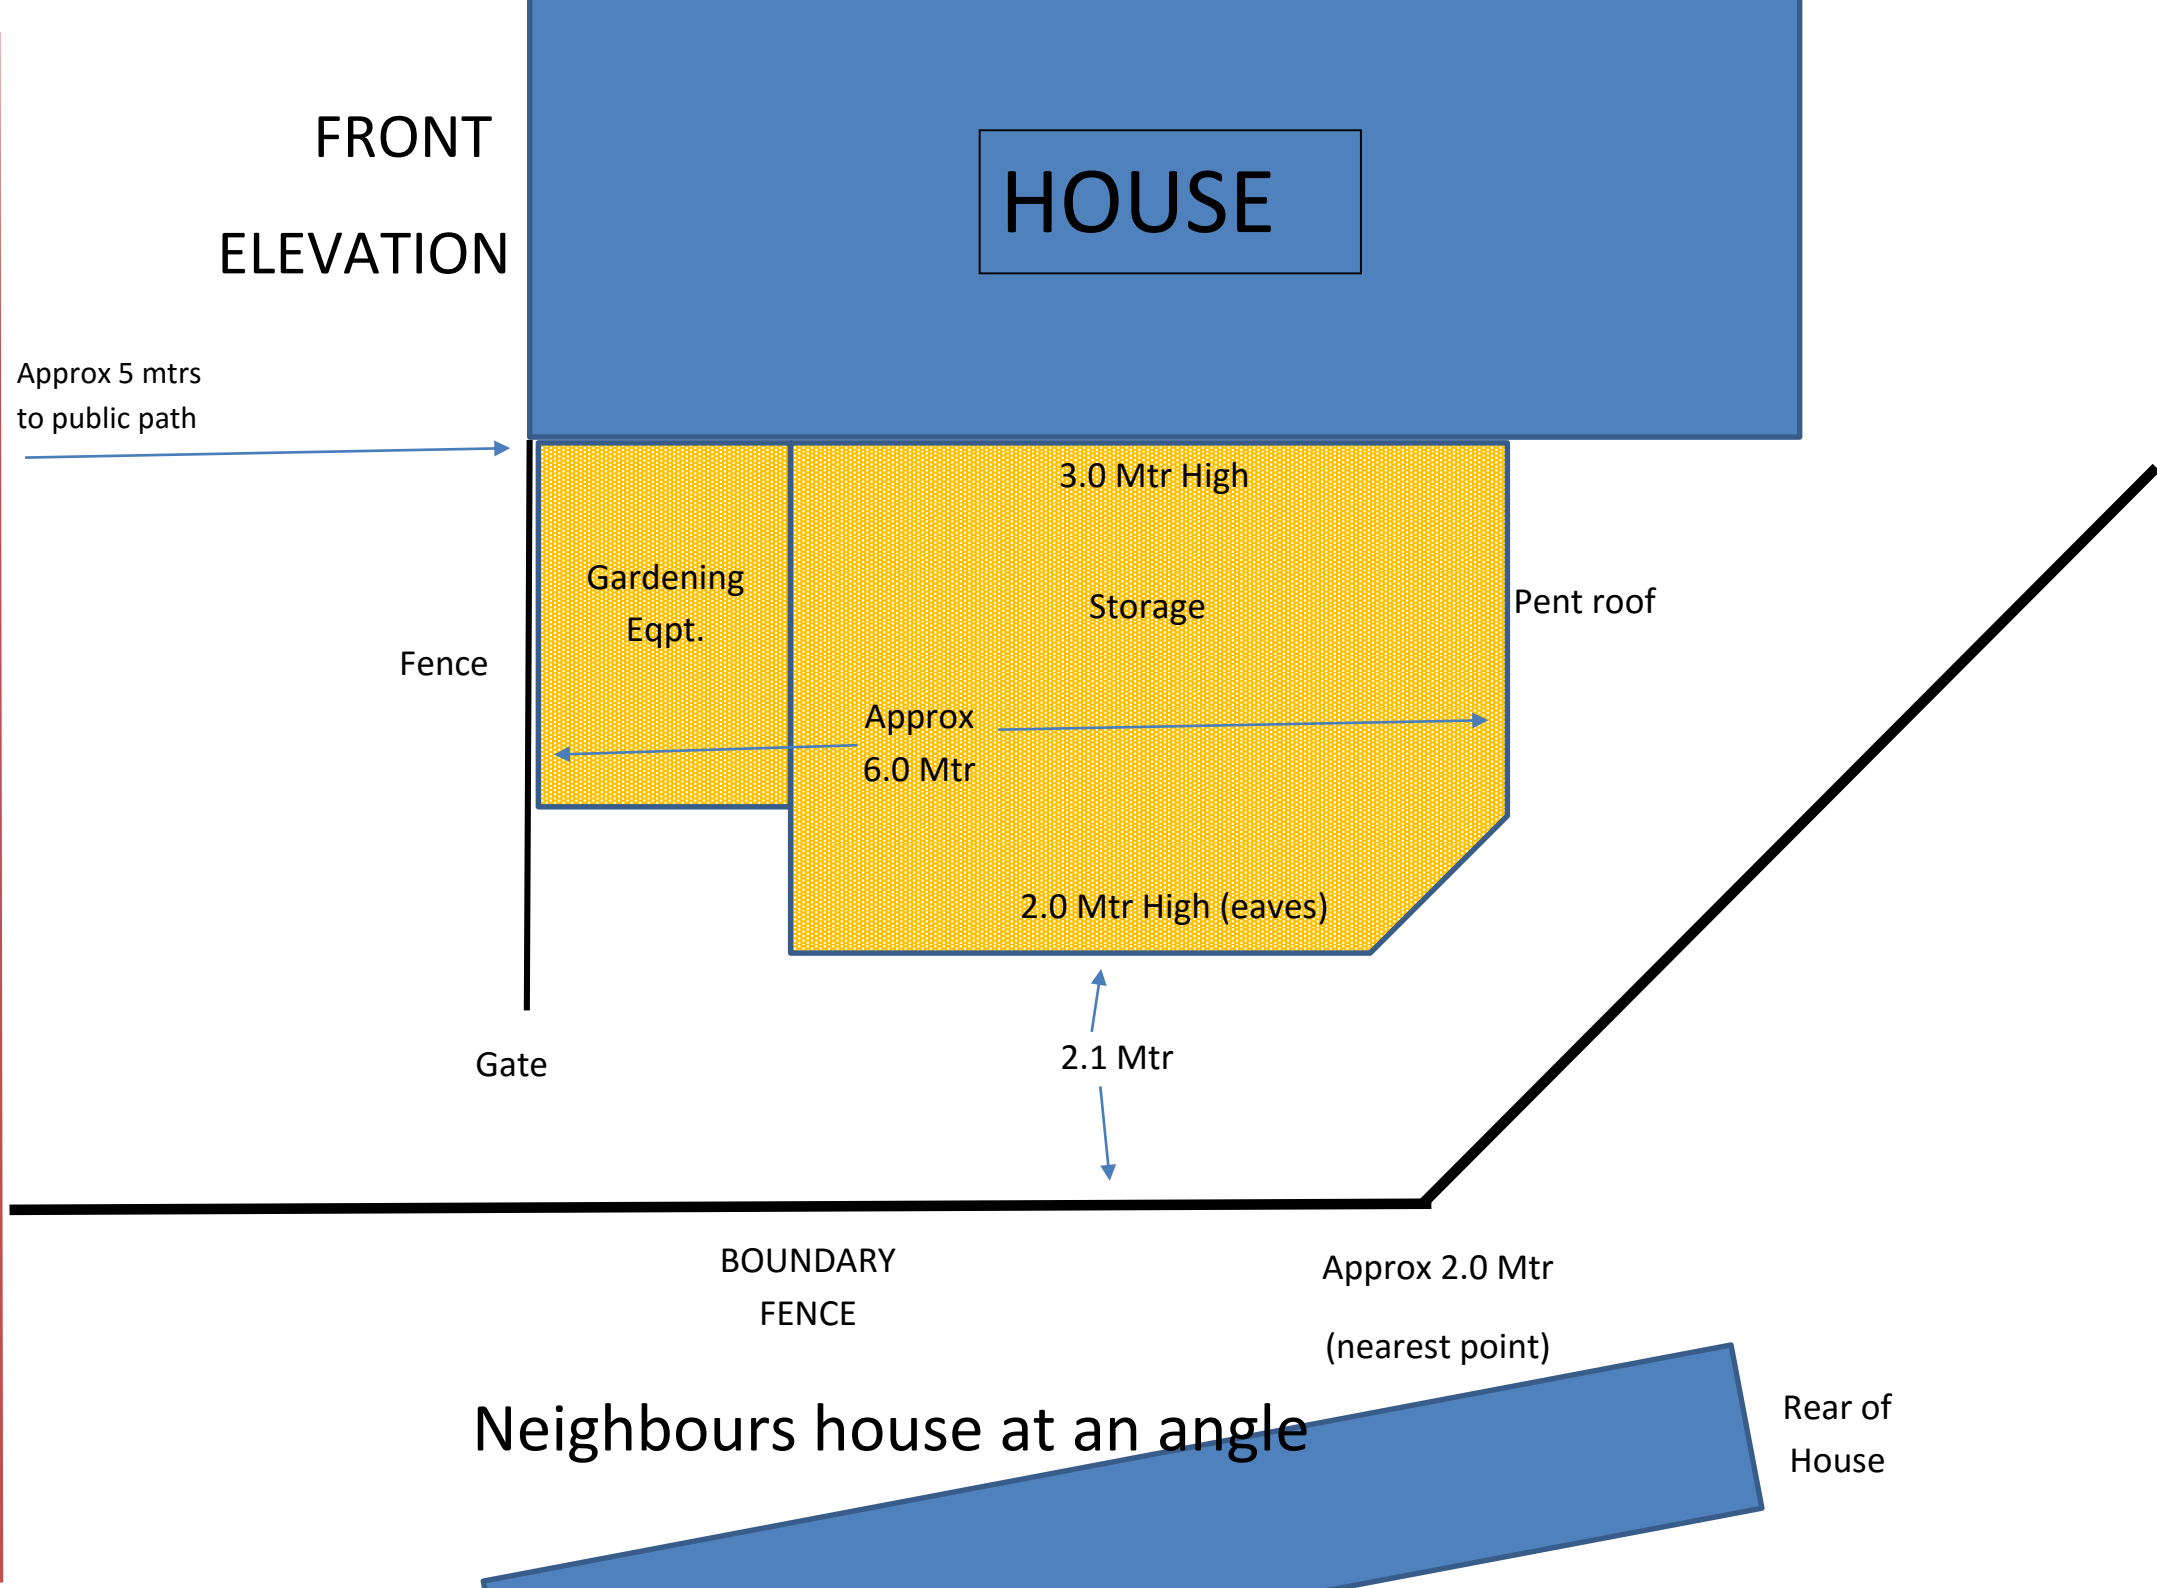 FRONT
ELEVATION
HOUSE
Approx 5 mtrs
to public path
3.0 Mtr High
Gardening
Eqpt.
Storage
Pent roof
Fence
Approx
6.0 Mtr
2.0 Mtr High (eaves)
Gate
2.1 Mtr
BOUNDARY
FENCE
Approx 2.0 Mtr
(nearest point)
Neighbours house at an angle
Rear of
House